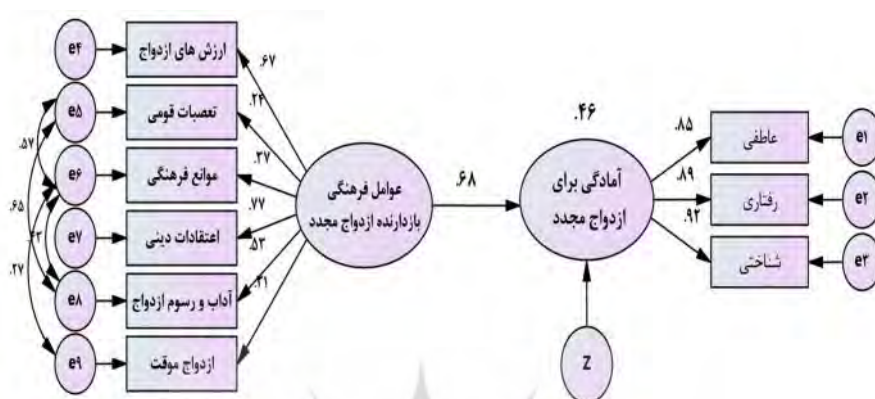 e۴
ارزش های ازدواج
.۶۷
e۵
تعصبات قومی
.۲۴
.۵۷
e۶
موانع فرهنگی
.۳۷
e۷
اعتقادات دینی
.۷۷
.۶۵
.۲۷
e۸
آداب و رسوم ازدواج
.۵۳
e۹
ازدواج موقت
.۳۱
عوامل فرهنگی
بازدارنده ازدواج مجدد
.۶۸
.۴۶
آمادگی برای
ازدواج مجدد
Z
.۸۵
عاطفی
e۱
.۸۹
رفتاری
e۲
.۹۲
شناختی
e۳